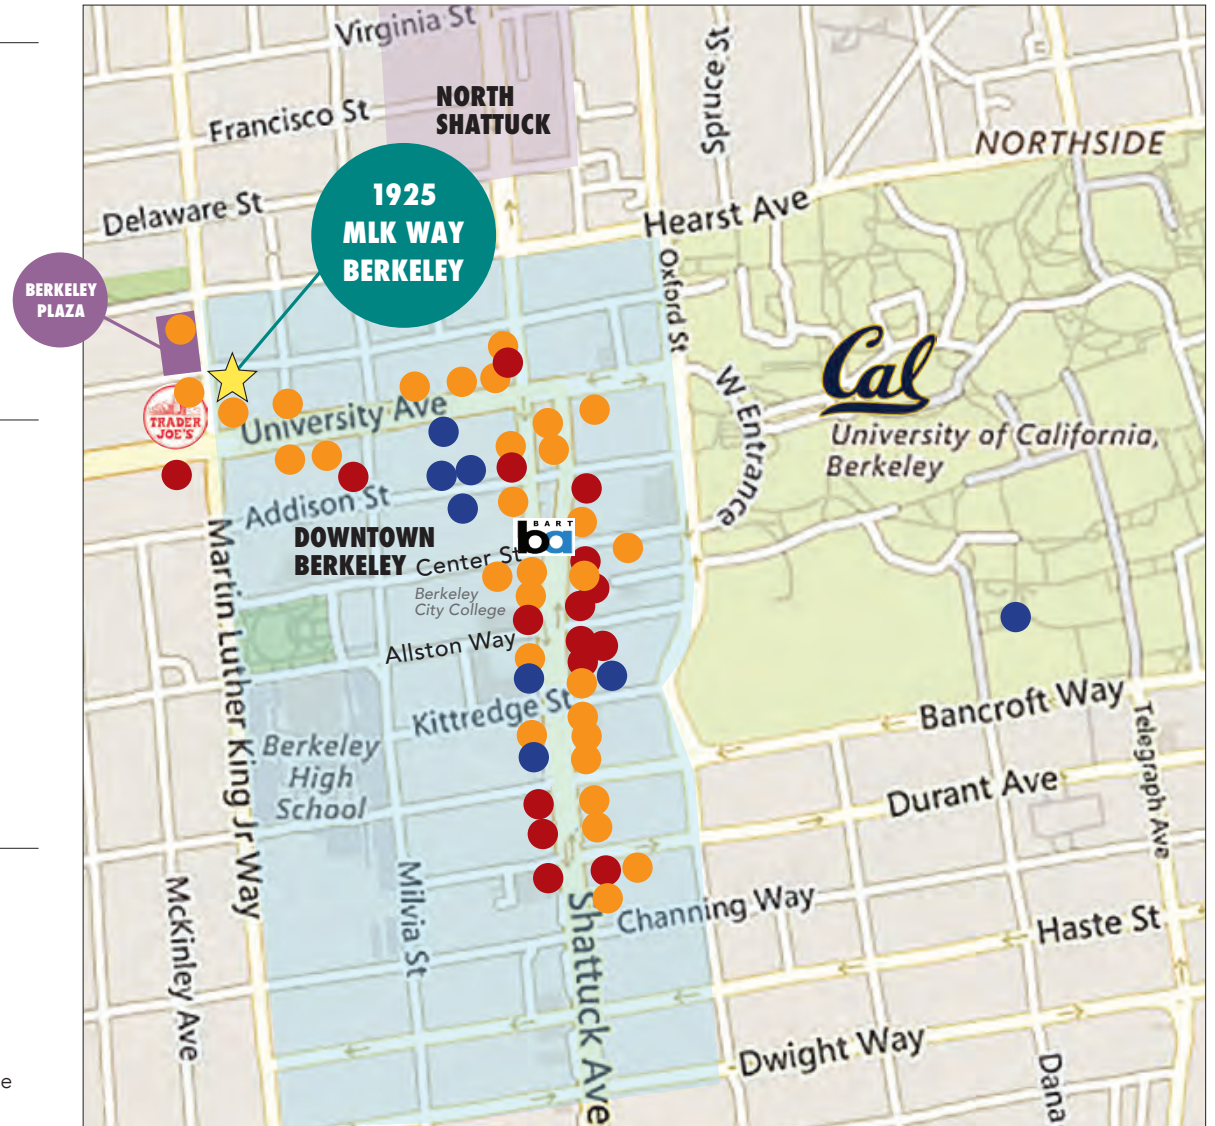 Virginia St
NORTH
SHATTUCK
Spruce St
Francisco St
NORTHSIDE
1925
MLK WAY
BERKELEY
Delaware St
Hearst Ave
BERKELEY
PLAZA
Oxford St
Cal
W Entrance
TRADER
JOE'S
University Ave
University of California,
Berkeley
Addison St
DOWNTOWN
BERKELEY
BART
ba
Center St
Berkeley
City College
Martin Luther King Jr Way
Allston Way
Kittredge St
Bancroft Way
Telegraph Ave
Berkeley
High
School
Durant Ave
McKinley Ave
Milvia St
Shattuck Ave
Channing Way
Haste St
Dwight Way
Dana
e